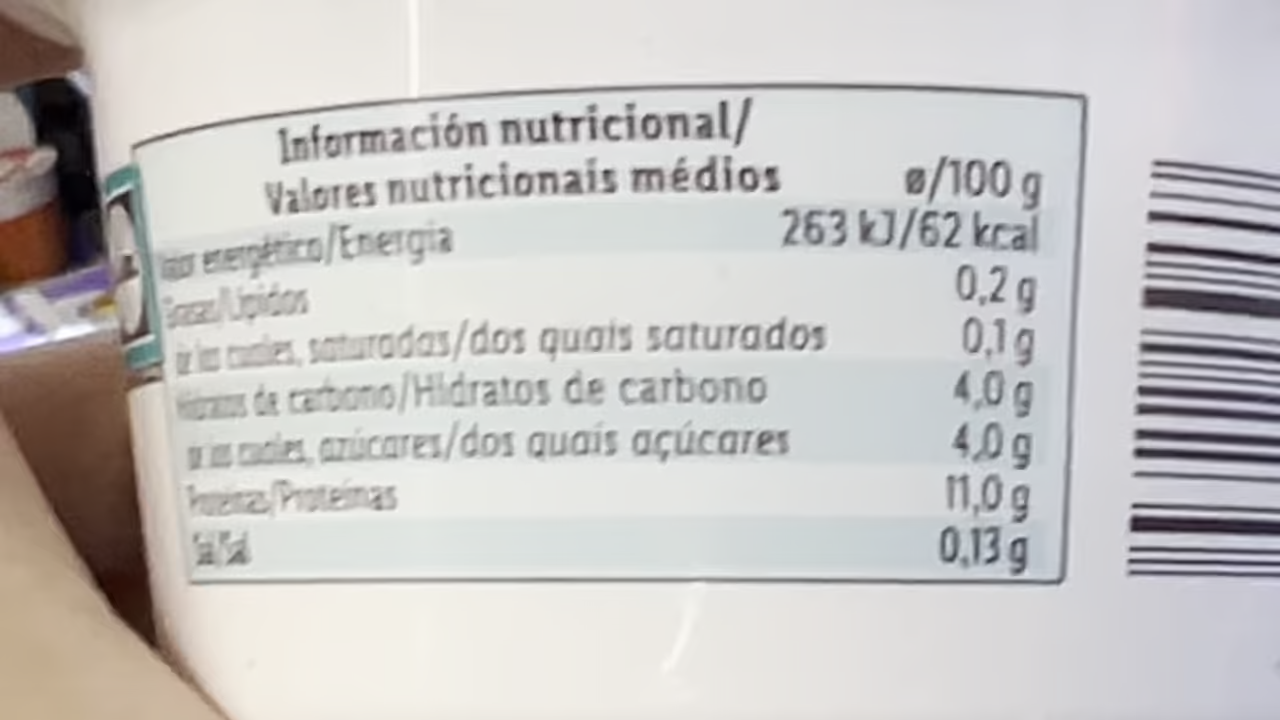 Información nutricional/
Valores nutricionais médios ø/100 g
energético/Energia 263 kJ/62 kcal
Grasas/Lípidos 0,2 g
de las cuales, saturadas/dos quais saturados 0,1 g
Hidratos de carbono/Hidratos de carbono 4,0 g
de los cuales, azúcares/dos quais açúcares 4,0 g
Proteínas/Proteínas 11,0 g
Sal/Sal 0,13 g